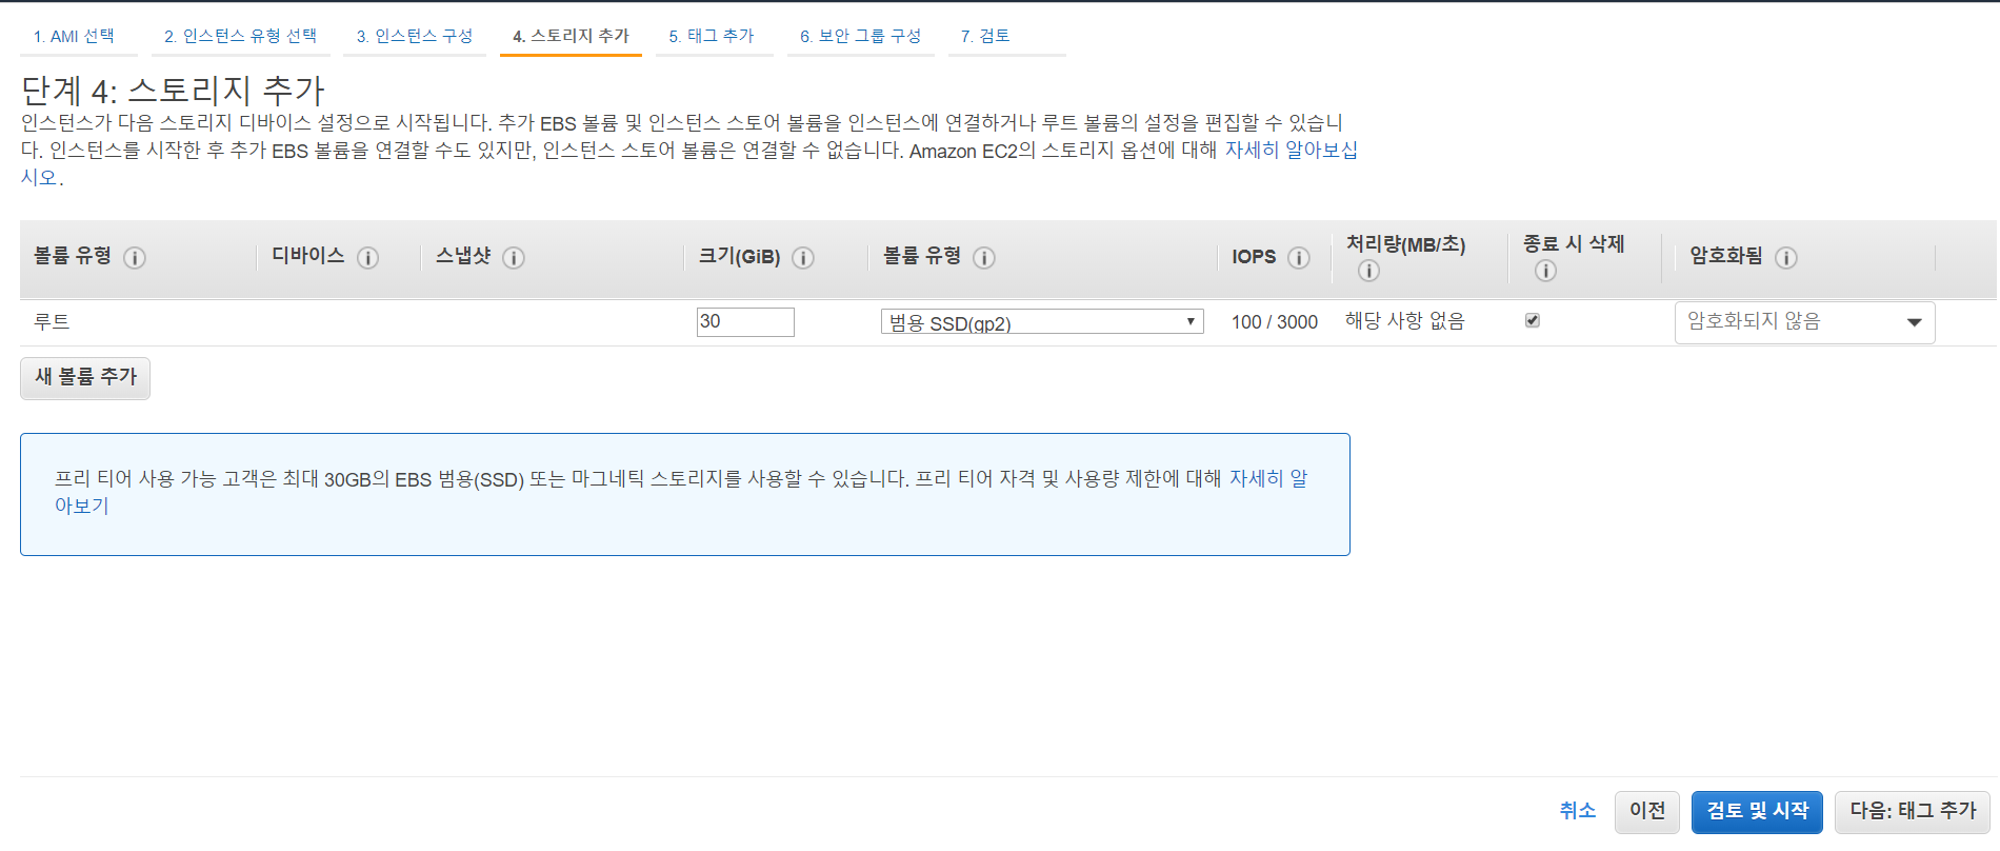 1. AMI 선택 2. 인스턴스 유형 선택 3. 인스턴스 구성 4. 스토리지 추가 5. 태그 추가 6. 보안 그룹 구성 7. 검토
단계 4: 스토리지 추가
인스턴스가 다음 스토리지 디바이스 설정으로 시작됩니다. 추가 EBS 볼륨 및 인스턴스 스토어 볼륨을 인스턴스에 연결하거나 루트 볼륨의 설정을 편집할 수 있습니
다. 인스턴스를 시작한 후 추가 EBS 볼륨을 연결할 수도 있지만, 인스턴스 스토어 볼륨은 연결할 수 없습니다. Amazon EC2의 스토리지 옵션에 대해 자세히 알아보십
시오.
볼륨 유형 디바이스 스냅샷 크기(GiB) 볼륨 유형 IOPS 처리량(MB/초) 종료 시 삭제 암호화됨
루트 30 범용 SSD(gp2) 100 / 3000 해당 사항 없음 암호화되지 않음
새 볼륨 추가
프리 티어 사용 가능 고객은 최대 30GB의 EBS 범용(SSD) 또는 마그네틱 스토리지를 사용할 수 있습니다. 프리 티어 자격 및 사용량 제한에 대해 자세히 알
아보기
취소 이전 검토 및 시작 다음: 태그 추가